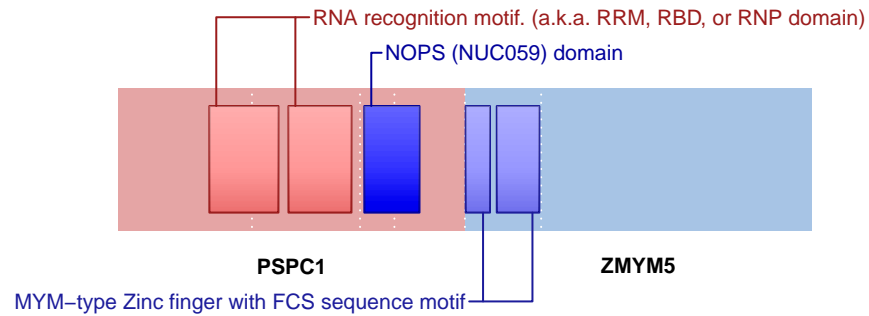 RNA recognition motif. (a.k.a. RRM, RBD, or RNP domain)
NOPS (NUC059) domain
PSPC1
ZMYM5
MYM−type Zinc finger with FCS sequence motif